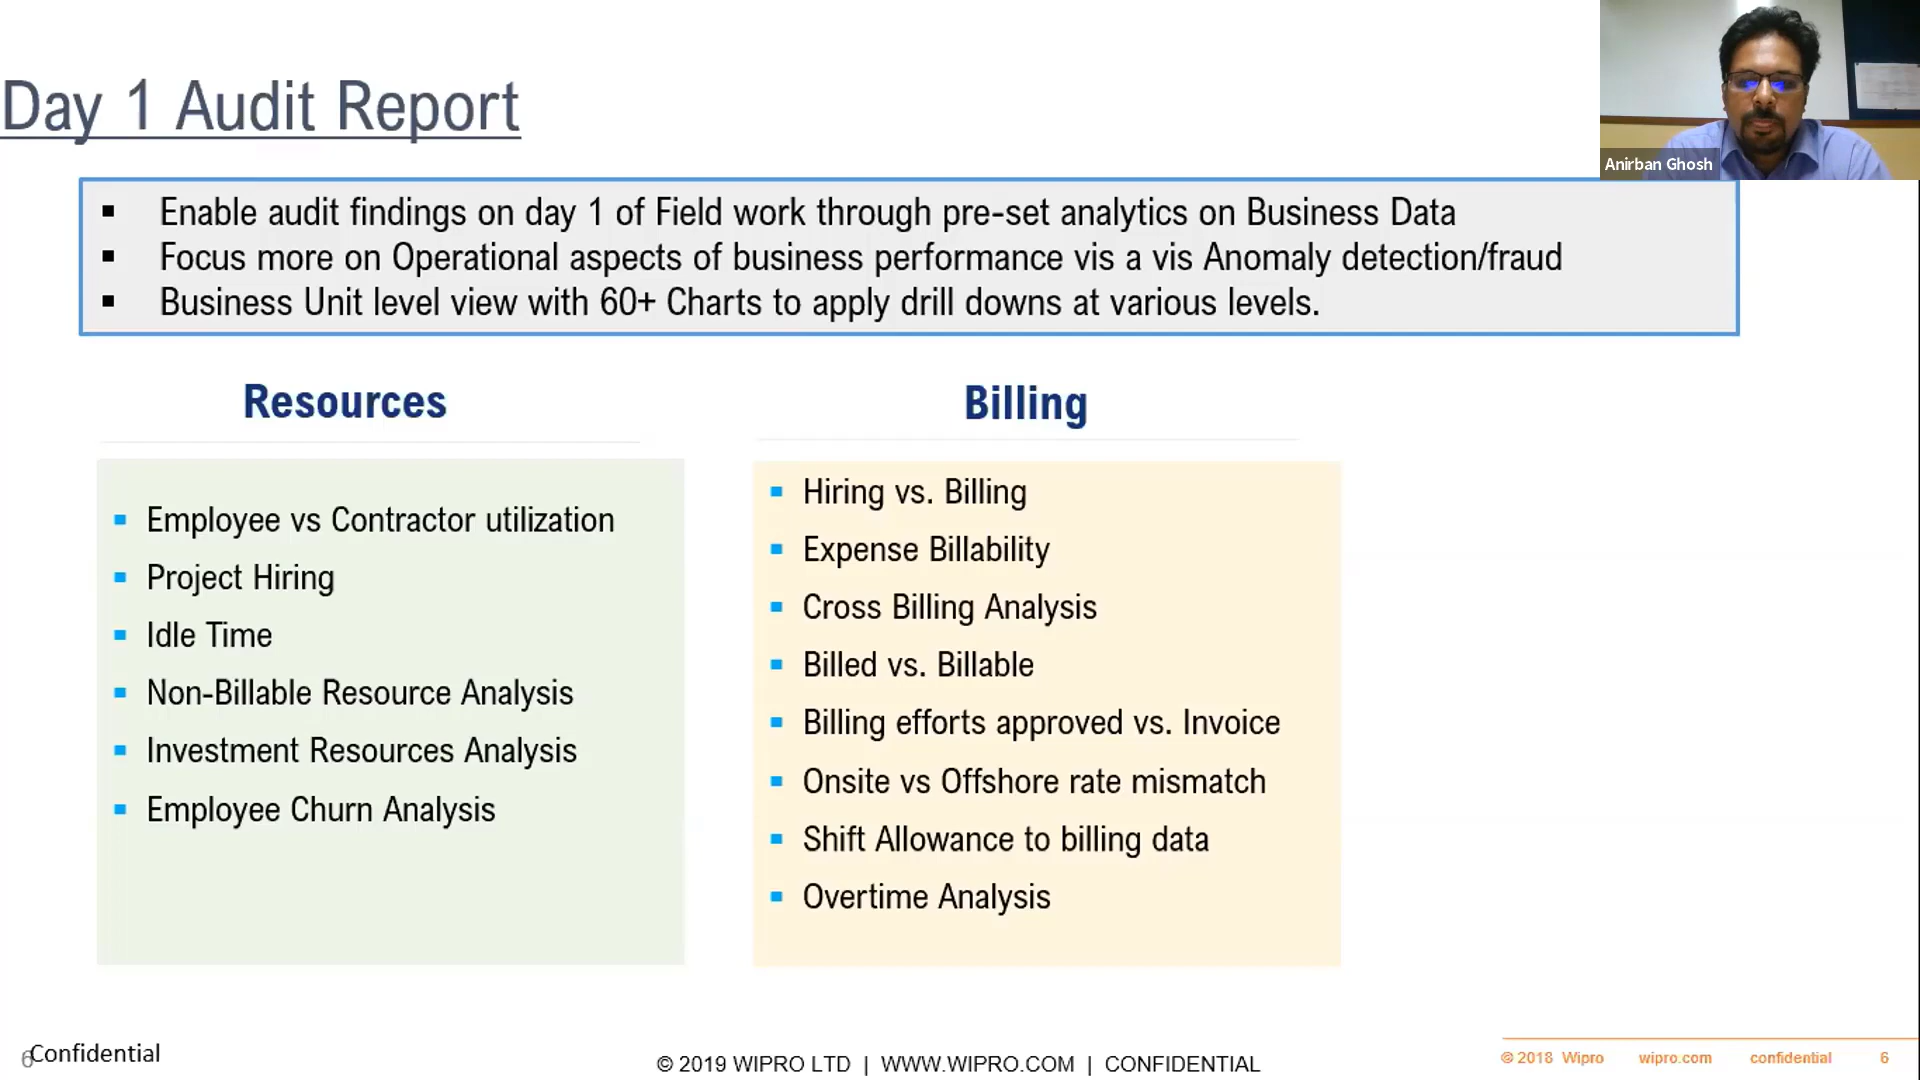 Day 1 Audit Report
Anirban Ghosh
Enable audit findings on day 1 of Field work through pre-set analytics on Business Data
Focus more on Operational aspects of business performance vis a vis Anomaly detection/fraud
Business Unit level view with 60+ Charts to apply drill downs at various levels.
Resources
Employee vs Contractor utilization
Project Hiring
Idle Time
Non-Billable Resource Analysis
Investment Resources Analysis
Employee Churn Analysis
Billing
Hiring vs. Billing
Expense Billability
Cross Billing Analysis
Billed vs. Billable
Billing efforts approved vs. Invoice
Onsite vs Offshore rate mismatch
Shift Allowance to billing data
Overtime Analysis
6 Confidential
© 2019 WIPRO LTD | WWW.WIPRO.COM | CONFIDENTIAL
© 2018 Wipro wipro.com confidential 6